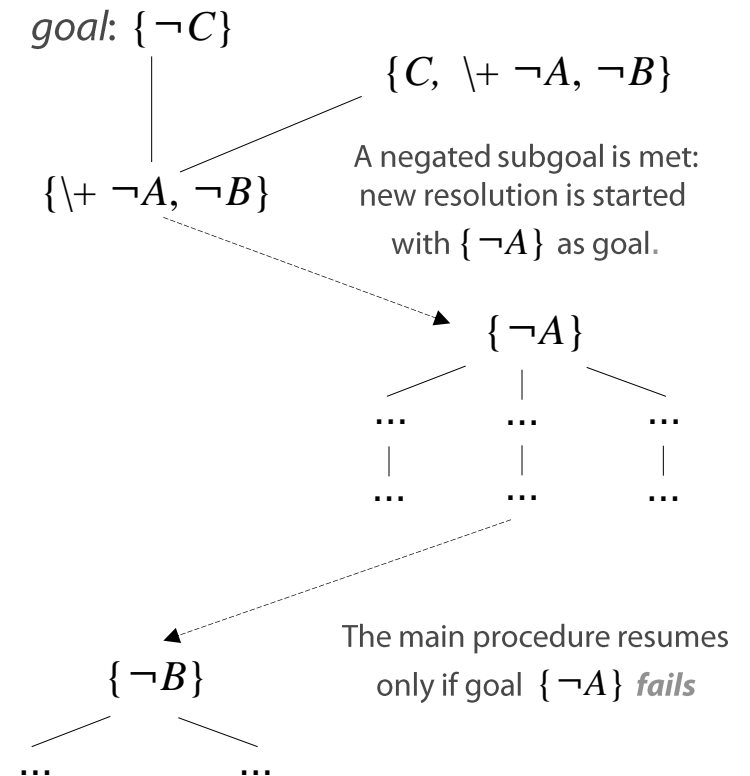 goal: {¬C}
{C, \+ ¬A, ¬B}
{\+ ¬A, ¬B}
A negated subgoal is met:
new resolution is started
with {¬A} as goal.
{¬A}
... ... ...
... ... ...
The main procedure resumes
only if goal {¬A} fails
{¬B}
... ...